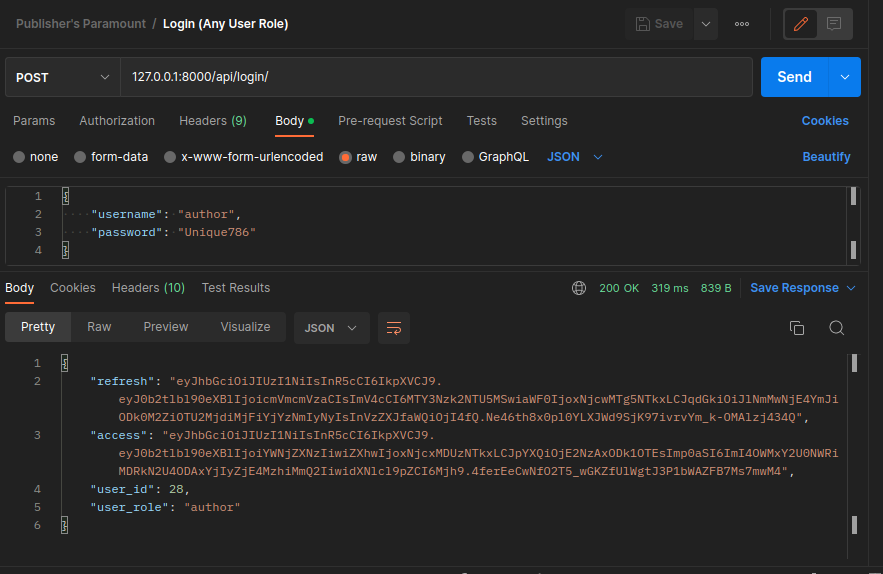 Publisher's Paramount / Login (Any User Role)
Save
POST 127.0.0.1:8000/api/login/ Send
Params Authorization Headers (9) Body Pre-request Script Tests Settings Cookies
none form-data x-www-form-urlencoded raw binary GraphQL JSON Beautify
1 {
2 "username": "author",
3 "password": "Unique786"
4 }
Body Cookies Headers (10) Test Results 200 OK 319 ms 839 B Save Response
Pretty Raw Preview Visualize JSON
1 {
2 "refresh": "eyJhbGciOiJIUzI1NiIsInR5cCI6IkpXVCJ9.
eyJ0b2tlbl90eXBlIjoicmVmcmVzaCIsImV4cCI6MTY3Nzk2NTU5MSwiaWF0IjoxNjcwMTg5NTkxLCJqdGkiOiJlNmMwNjE4YmJi
ODk0M2ZiOTU2MjdiMjFiYjYzNmIyNyIsInVzZXJfaWQiOjI4fQ.Ne46th8x0pl0YLXJWd9SjK97ivrvYm_k-OMAlzj434Q",
3 "access": "eyJhbGciOiJIUzI1NiIsInR5cCI6IkpXVCJ9.
eyJ0b2tlbl90eXBlIjoiYWNjZXNzIiwiZXhwIjoxNjcxMDUzNTkxLCJpYXQiOjE2NzAxODk1OTEsImp0aSI6ImI4OWMxY2U0NWRi
MDRkN2U4ODAxYjIyZjE4MzhiMmQ2IiwidXNlcl9pZCI6Mjh9.4ferEeCwNfO2T5_wGKZfUlWgtJ3P1bWAZFB7Ms7mwM4",
4 "user_id": 28,
5 "user_role": "author"
6 }